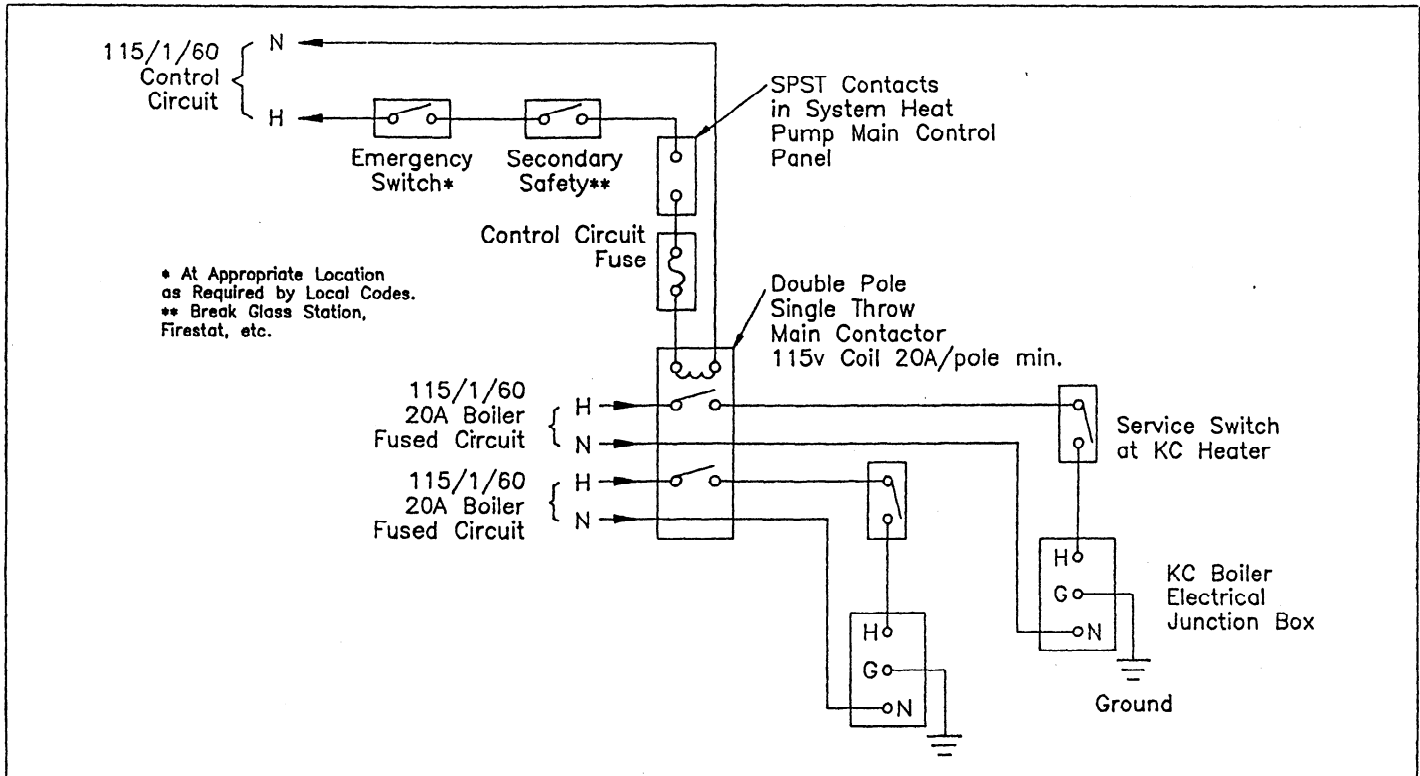 115/1/60
Control
Circuit
N
H
Emergency
Switch*
Secondary
Safety**
SPST Contacts
in System Heat
Pump Main Control
Panel
Control Circuit
Fuse
* At Appropriate Location
as Required by Local Codes.
** Break Glass Station,
Firestat, etc.
Double Pole
Single Throw
Main Contactor
115v Coil 20A/pole min.
115/1/60
20A Boiler
Fused Circuit
H
N
115/1/60
20A Boiler
Fused Circuit
H
N
Service Switch
at KC Heater
H
G
N
KC Boiler
Electrical
Junction Box
Ground
H
G
N